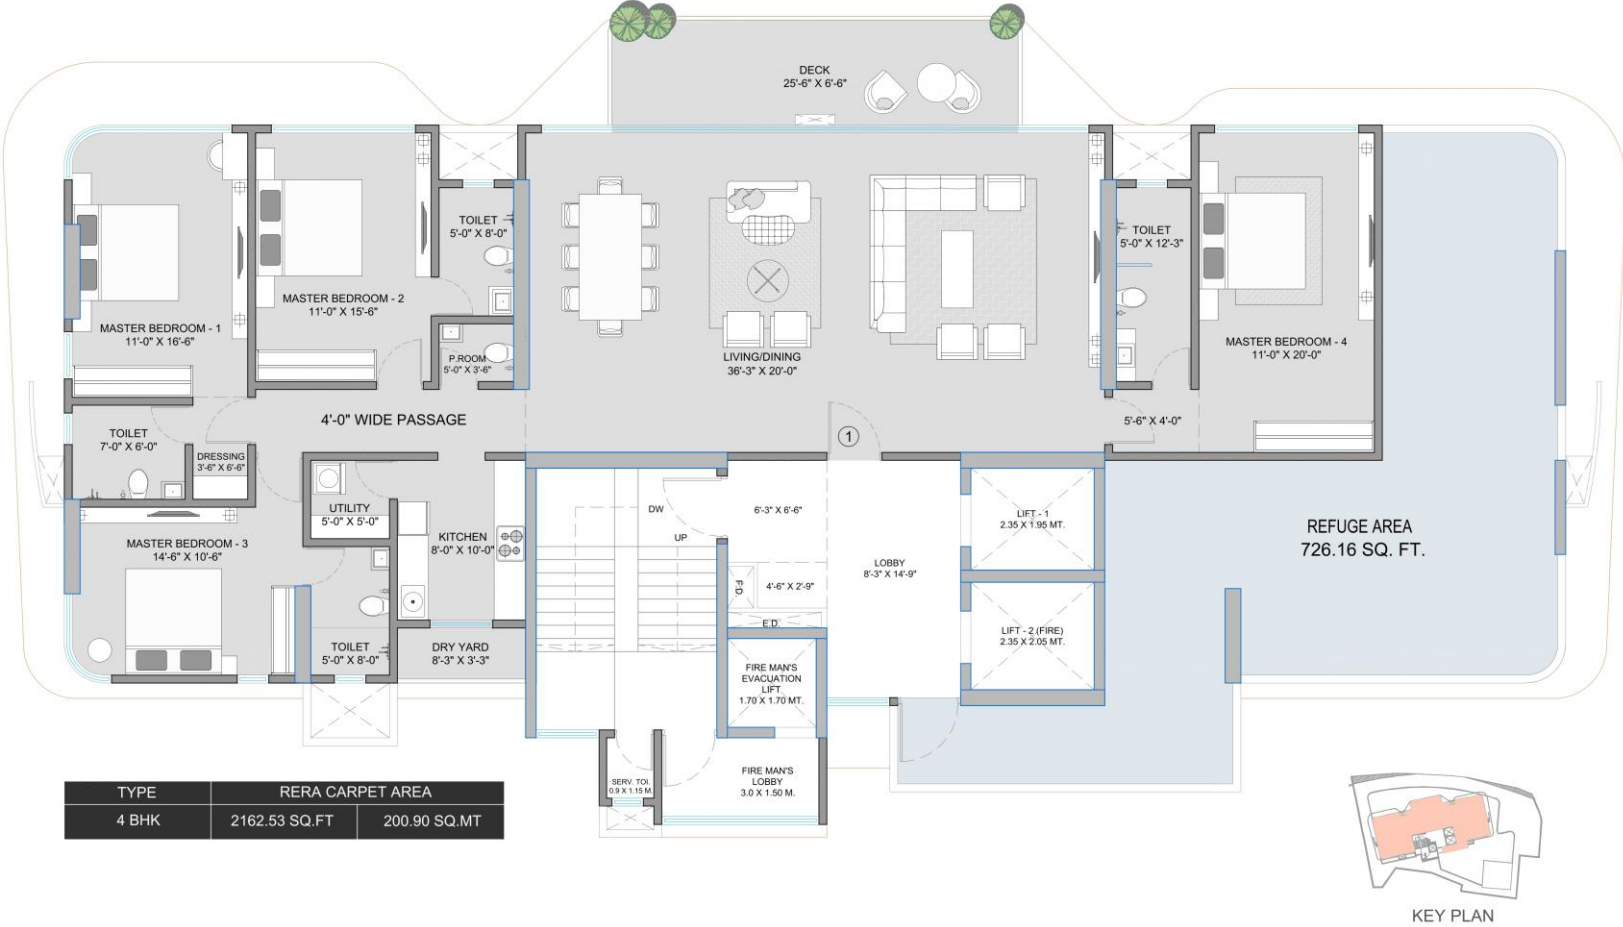 DECK
25'-6" X 6'-6"
TOILET
5'-0" X 8'-0"
TOILET
5'-0" X 12'-3"
MASTER BEDROOM - 2
11'-0" X 15'-6"
MASTER BEDROOM - 1
11'-0" X 16'-6"
MASTER BEDROOM - 4
11'-0" X 20'-0"
P.ROOM
5'-0" X 3'-6"
LIVING/DINING
36'-3" X 20'-0"
4'-0" WIDE PASSAGE
5'-6" X 4'-0"
1
TOILET
7'-0" X 6'-0"
DRESSING
3'-6" X 6'-6"
UTILITY
5'-0" X 5'-0"
DW
UP
6'-3" X 6'-6"
LIFT - 1
2.35 X 1.95 MT.
REFUGE AREA
726.16 SQ. FT.
KITCHEN
8'-0" X 10'-0"
MASTER BEDROOM - 3
14'-6" X 10'-6"
LOBBY
8'-3" X 14'-9"
F.D.
4'-6" X 2'-9"
E.D.
LIFT - 2 (FIRE)
2.35 X 2.05 MT.
TOILET
5'-0" X 8'-0"
DRY YARD
8'-3" X 3'-3"
FIRE MAN'S
EVACUATION
LIFT
1.70 X 1.70 MT.
SERV. TOI.
0.9 X 1.15 M.
FIRE MAN'S
LOBBY
3.0 X 1.50 M.
TYPE RERA CARPET AREA
4 BHK 2162.53 SQ.FT 200.90 SQ.MT
KEY PLAN